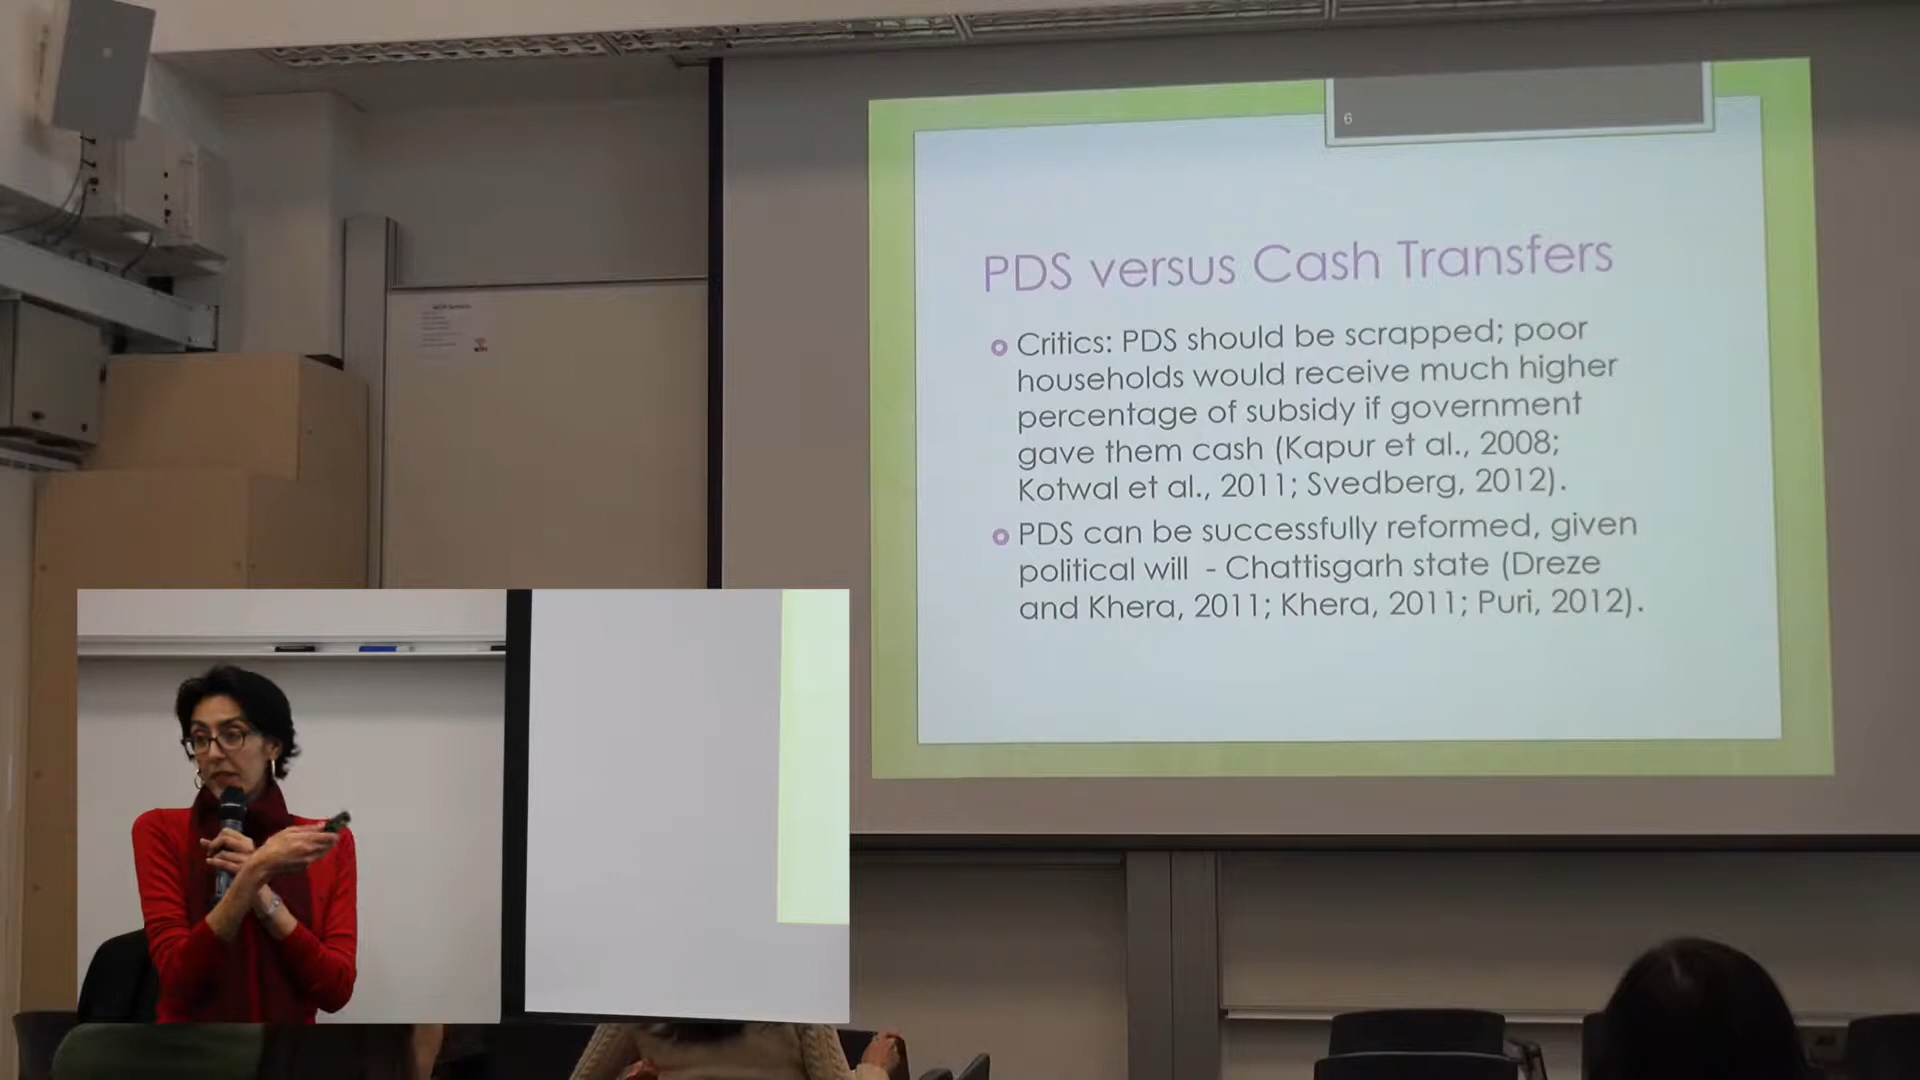 6
PDS versus Cash Transfers
Critics: PDS should be scrapped; poor
households would receive much higher
percentage of subsidy if government
gave them cash (Kapur et al., 2008;
Kotwal et al., 2011; Svedberg, 2012).
PDS can be successfully reformed, given
political will - Chattisgarh state (Dreze
and Khera, 2011; Khera, 2011; Puri, 2012).